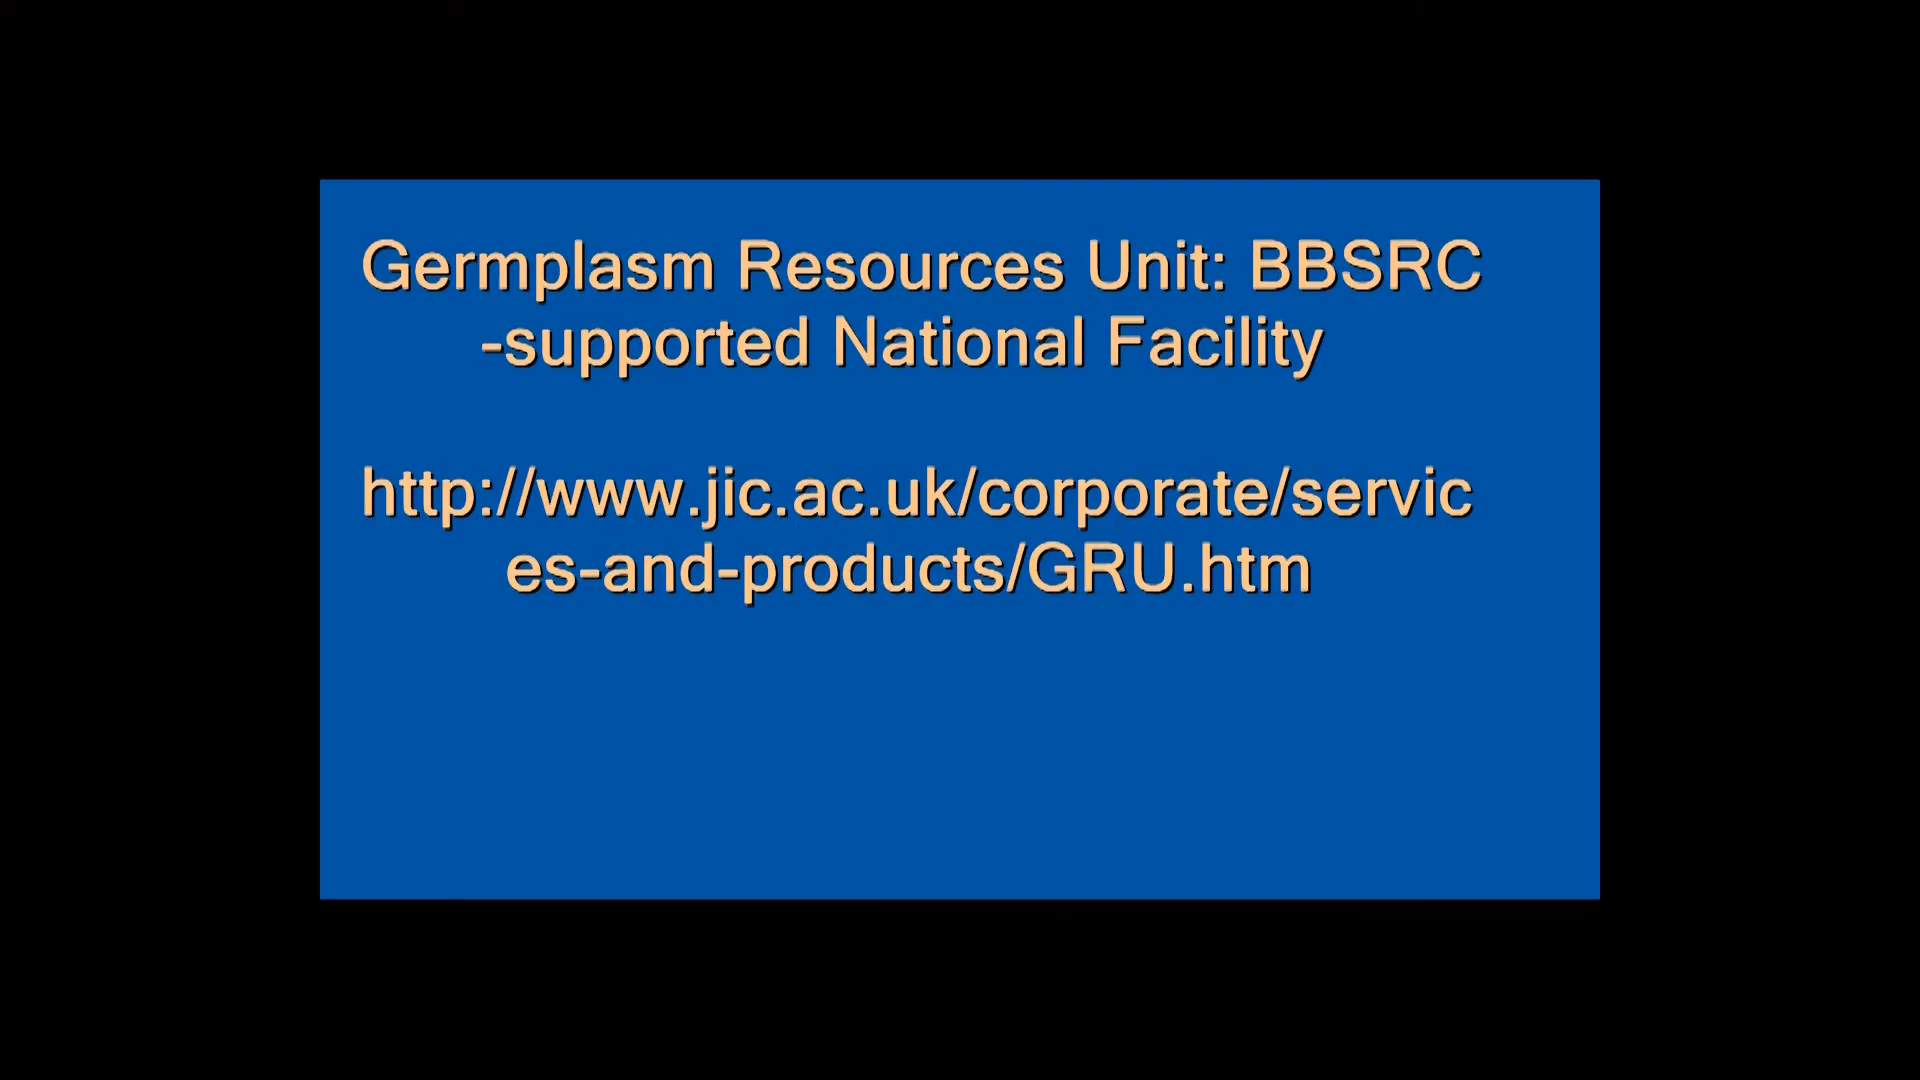 Germplasm Resources Unit: BBSRC
-supported National Facility
http://www.jic.ac.uk/corporate/servic
es-and-products/GRU.htm